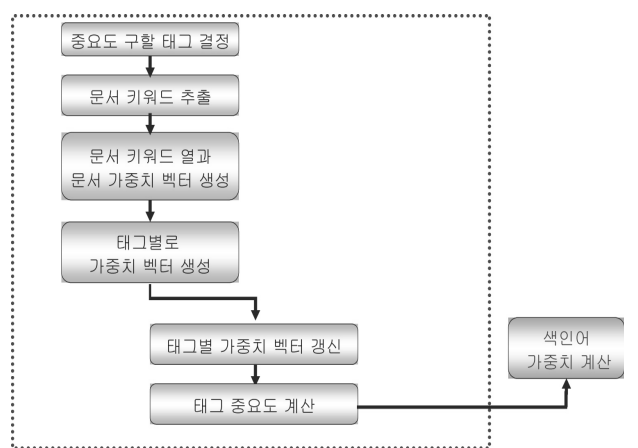 중요도 구할 태그 결정
문서 키워드 추출
문서 키워드 열과
문서 가중치 벡터 생성
태그별로
가중치 벡터 생성
태그별 가중치 벡터 갱신
태그 중요도 계산
색인어
가중치 계산